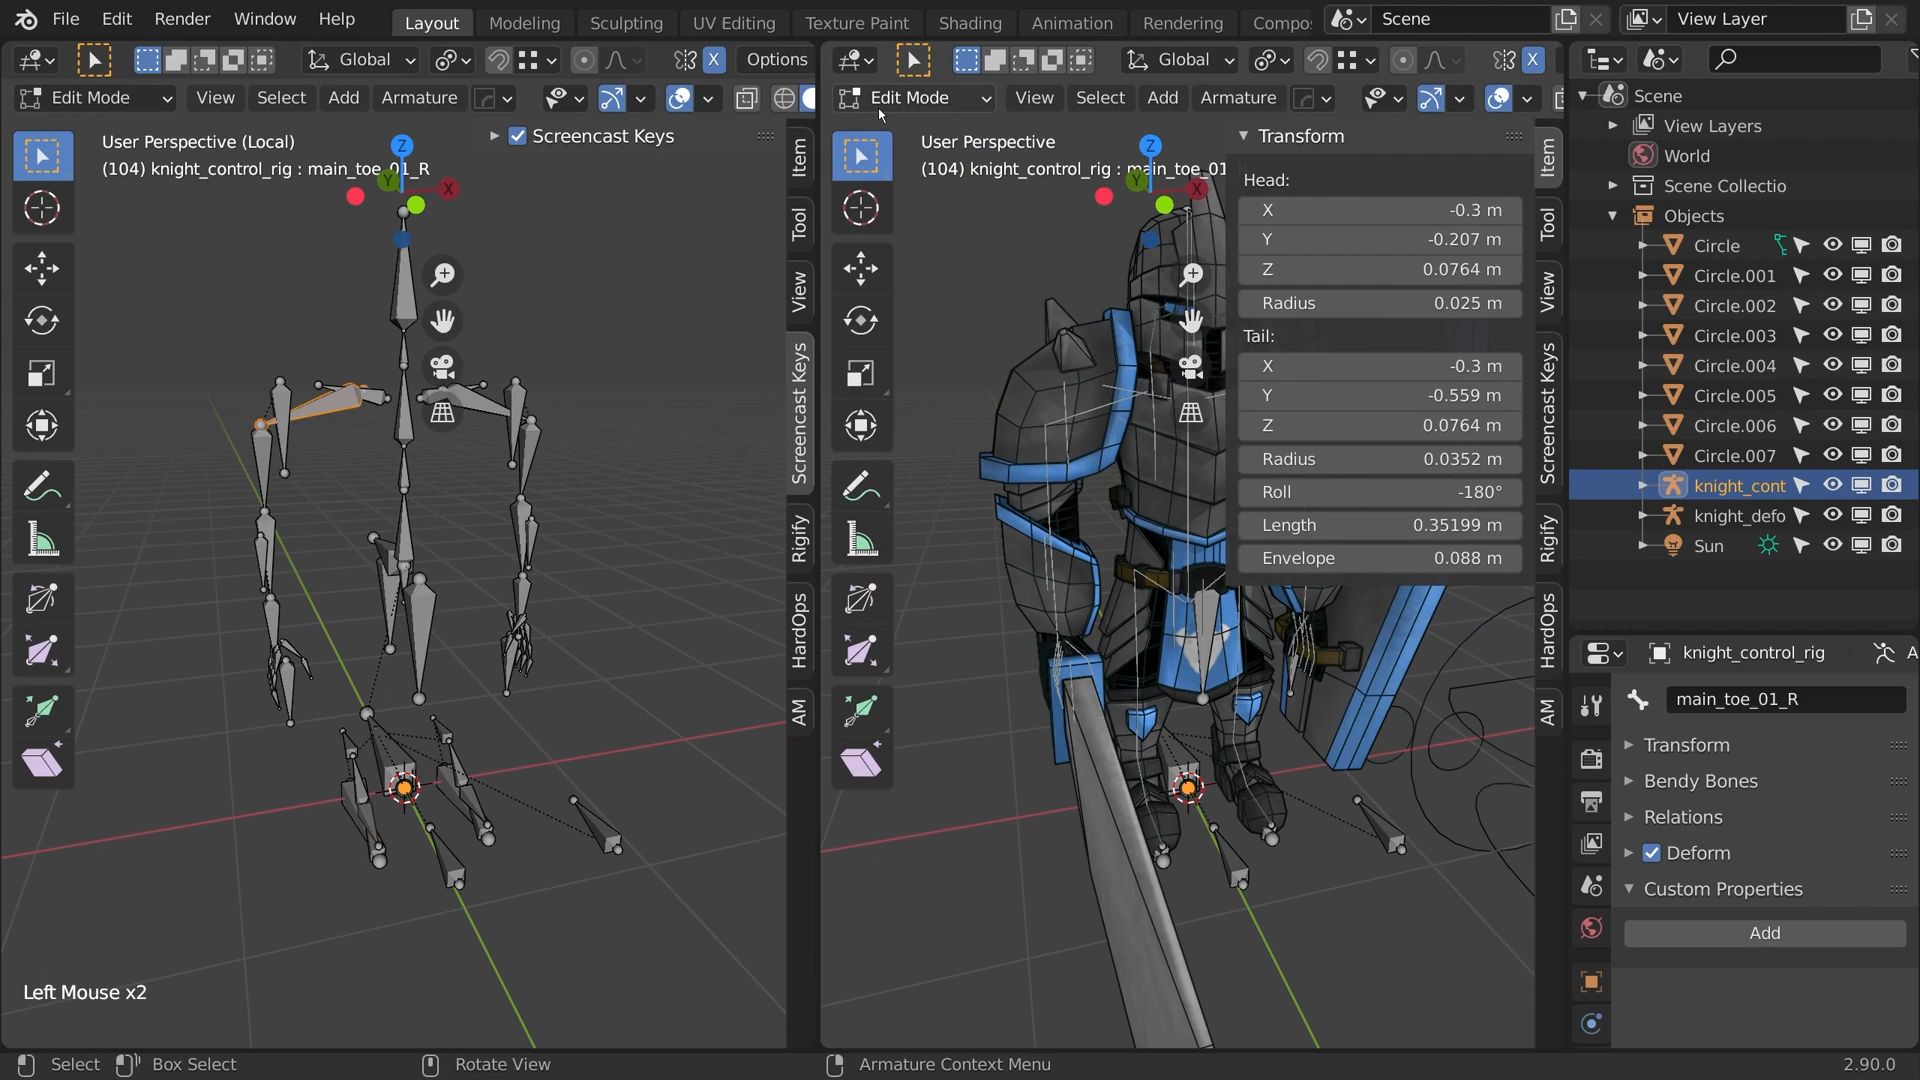 File Edit Render Window Help Layout Modeling Sculpting UV Editing Texture Paint Shading Animation Rendering Scene View Layer
Global X Options Global X
Edit Mode View Select Add Armature Edit Mode View Select Add Armature
User Perspective (Local)
(104) knight_control_rig : main_toe_01_R
Screencast Keys
Z
Y
X
Item
Tool
View
Screencast Keys
Rigify
HardOps
AM
Left Mouse x2
User Perspective
(104) knight_control_rig : main_toe_01
Z
Y
X
Transform
Head:
X -0.3 m
Y -0.207 m
Z 0.0764 m
Radius 0.025 m
Tail:
X -0.3 m
Y -0.559 m
Z 0.0764 m
Radius 0.0352 m
Roll -180°
Length 0.35199 m
Envelope 0.088 m
Item
Tool
View
Screencast Keys
Rigify
HardOps
AM
Scene
View Layers
World
Scene Collectio
Objects
Circle
Circle.001
Circle.002
Circle.003
Circle.004
Circle.005
Circle.006
Circle.007
knight_cont
knight_defo
Sun
knight_control_rig A
main_toe_01_R
Transform
Bendy Bones
Relations
Deform
Custom Properties
Add
Select Box Select Rotate View Armature Context Menu 2.90.0